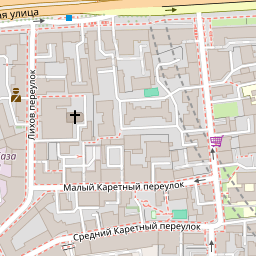 ая улица
Лихов переулок
аза
Малый Каретный переулок
Средний Каретный переулок